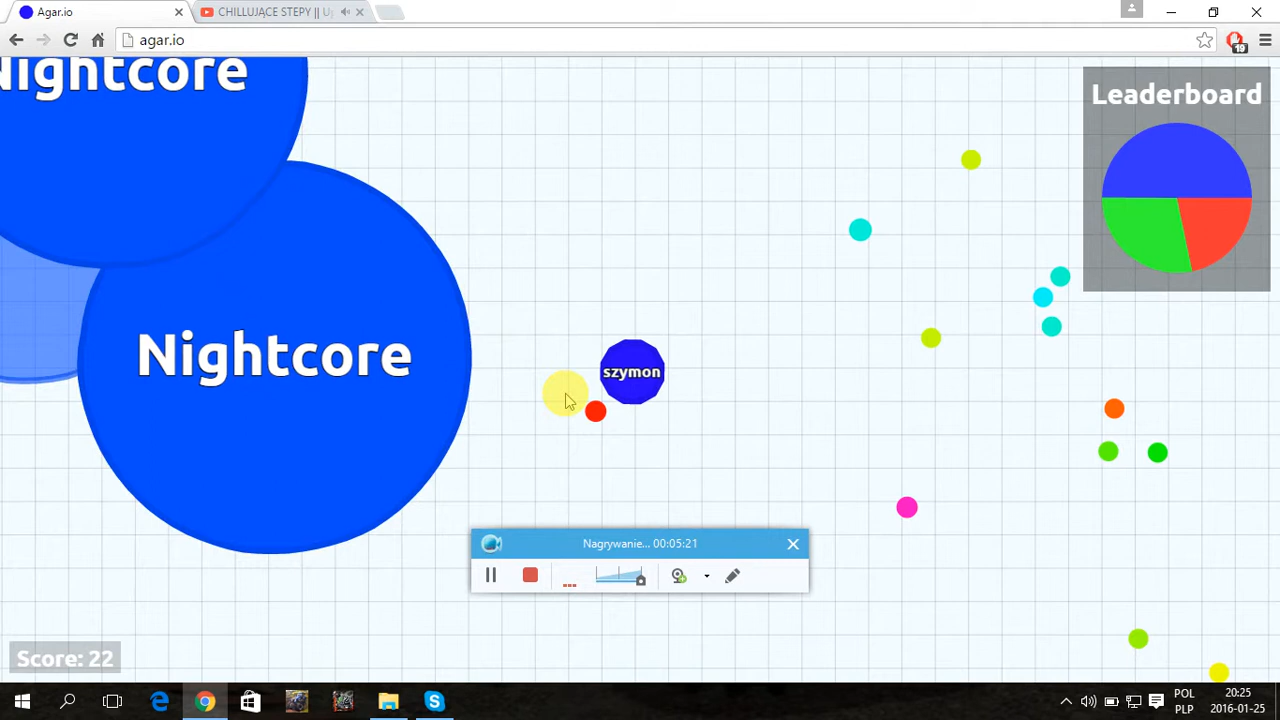 Agar.io
CHILLUJĄCE STEPY || U
agar.io
19
Nightcore
Leaderboard
Nightcore
szymon
Nagrywanie... 00:05:21
Score: 22
POL
PLP
20:25
2016-01-25